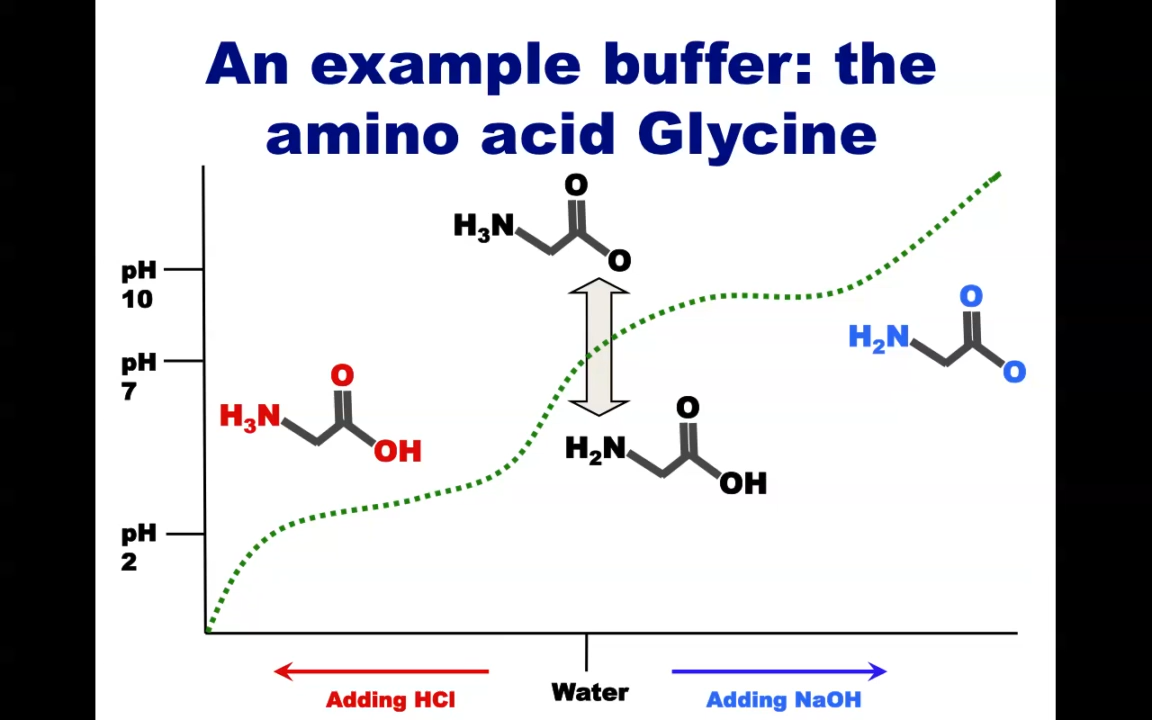 An example buffer: the
amino acid Glycine
O
H₃N
O
pH
10
O
H₂N
O
pH
7
O
H₃N
OH
O
H₂N
OH
pH
2
Adding HCl
Water
Adding NaOH